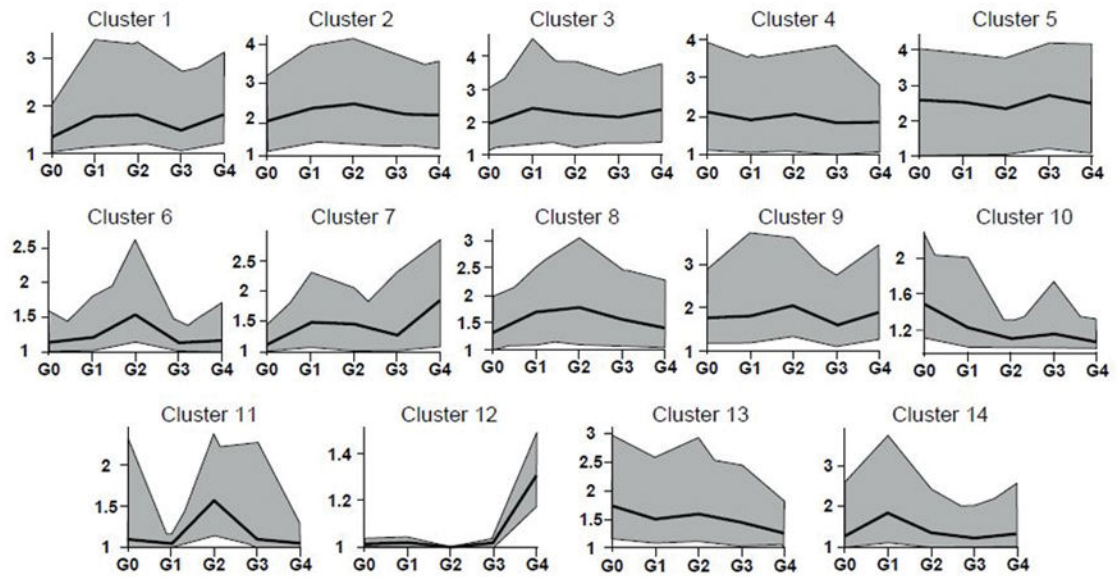 Cluster 1 Cluster 2 Cluster 3 Cluster 4 Cluster 5
3 4 4 4 4
2 3 3 3 3
1 2 2 2 2
1 1 1 1
G0 G1 G2 G3 G4 G0 G1 G2 G3 G4 G0 G1 G2 G3 G4 G0 G1 G2 G3 G4 G0 G1 G2 G3 G4
Cluster 6 Cluster 7 Cluster 8 Cluster 9 Cluster 10
2.5 2.5 3 3 2
2 2 2.5 2 1.6
1.5 1.5 2 1 1.2
1 1 1.5
1
G0 G1 G2 G3 G4 G0 G1 G2 G3 G4 G0 G1 G2 G3 G4 G0 G1 G2 G3 G4 G0 G1 G2 G3 G4
Cluster 11 Cluster 12 Cluster 13 Cluster 14
2 1.4 3 3
1.5 1.2 2.5 2
1 1 2 1
1.5
1
G0 G1 G2 G3 G4 G0 G1 G2 G3 G4 G0 G1 G2 G3 G4 G0 G1 G2 G3 G4